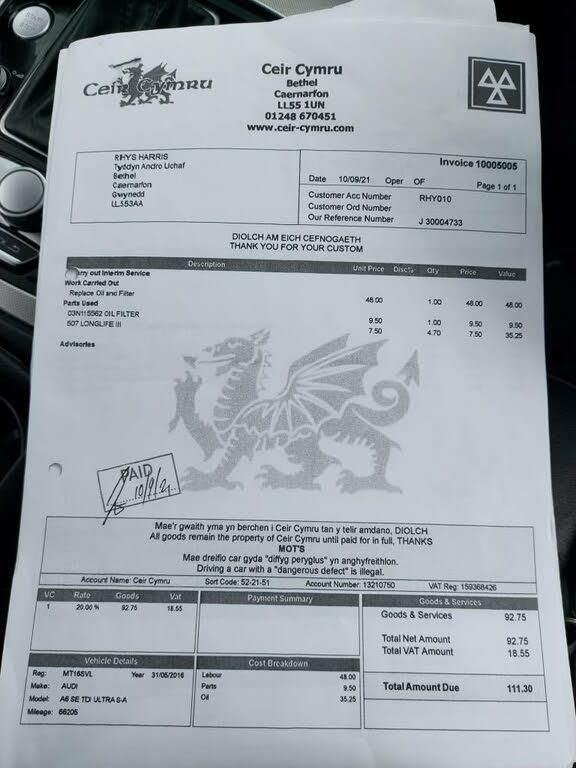 Ceir Cymru
Ceir Cymru
Bethel
Caernarfon
LL55 1UN
01248 670451
www.ceir-cymru.com
RHYS HARRIS
Tyddyn Andro Uchaf
Bethel
Caernarfon
Gwynedd
LL553AA
Invoice 10005005
Date 10/09/21 Oper OF Page 1 of 1
Customer Acc Number RHY010
Customer Ord Number
Our Reference Number J 30004733
DIOLCH AM EICH CEFNOGAETH
THANK YOU FOR YOUR CUSTOM
Description Unit Price Disc% Qty Price Value
arry out Interim Service
Work Carried Out
Replace Oil and Filter 48.00 1.00 48.00 48.00
Parts Used
03N115562 OIL FILTER 9.50 1.00 9.50 9.50
507 LONGLIFE III 7.50 4.70 7.50 35.25
Advisories
PAID
10/9/21
Mae'r gwaith yma yn berchen i Ceir Cymru tan y telir amdano, DIOLCH
All goods remain the property of Ceir Cymru until paid for in full, THANKS
MOT'S
Mae dreifio car gyda "diffyg peryglus" yn anghyfreithlon.
Driving a car with a "dangerous defect" is illegal.
Account Name: Ceir Cymru Sort Code: 52-21-51 Account Number: 13210750 VAT Reg: 159368426
VC Rate Goods Vat
1 20.00 % 92.75 18.55
Payment Summary
Goods & Services
Goods & Services 92.75
Total Net Amount 92.75
Total VAT Amount 18.55
Total Amount Due 111.30
Vehicle Details
Reg: MT16SVL Year 31/05/2016
Make: AUDI
Model: A6 SE TDI ULTRA S-A
Mileage: 66205
Cost Breakdown
Labour 48.00
Parts 9.50
Oil 35.25